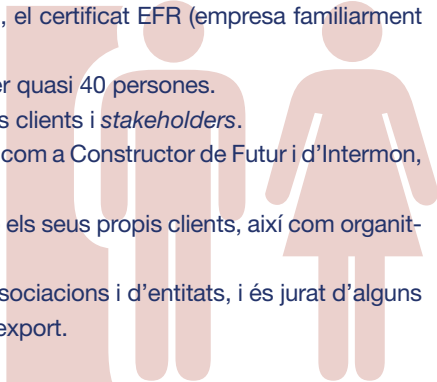 , el certificat EFR (empresa familiarment
er quasi 40 persones.
s clients i stakeholders.
com a Constructor de Futur i d'Intermon,
els seus propis clients, així com organit-
sociacions i d'entitats, i és jurat d'alguns
export.